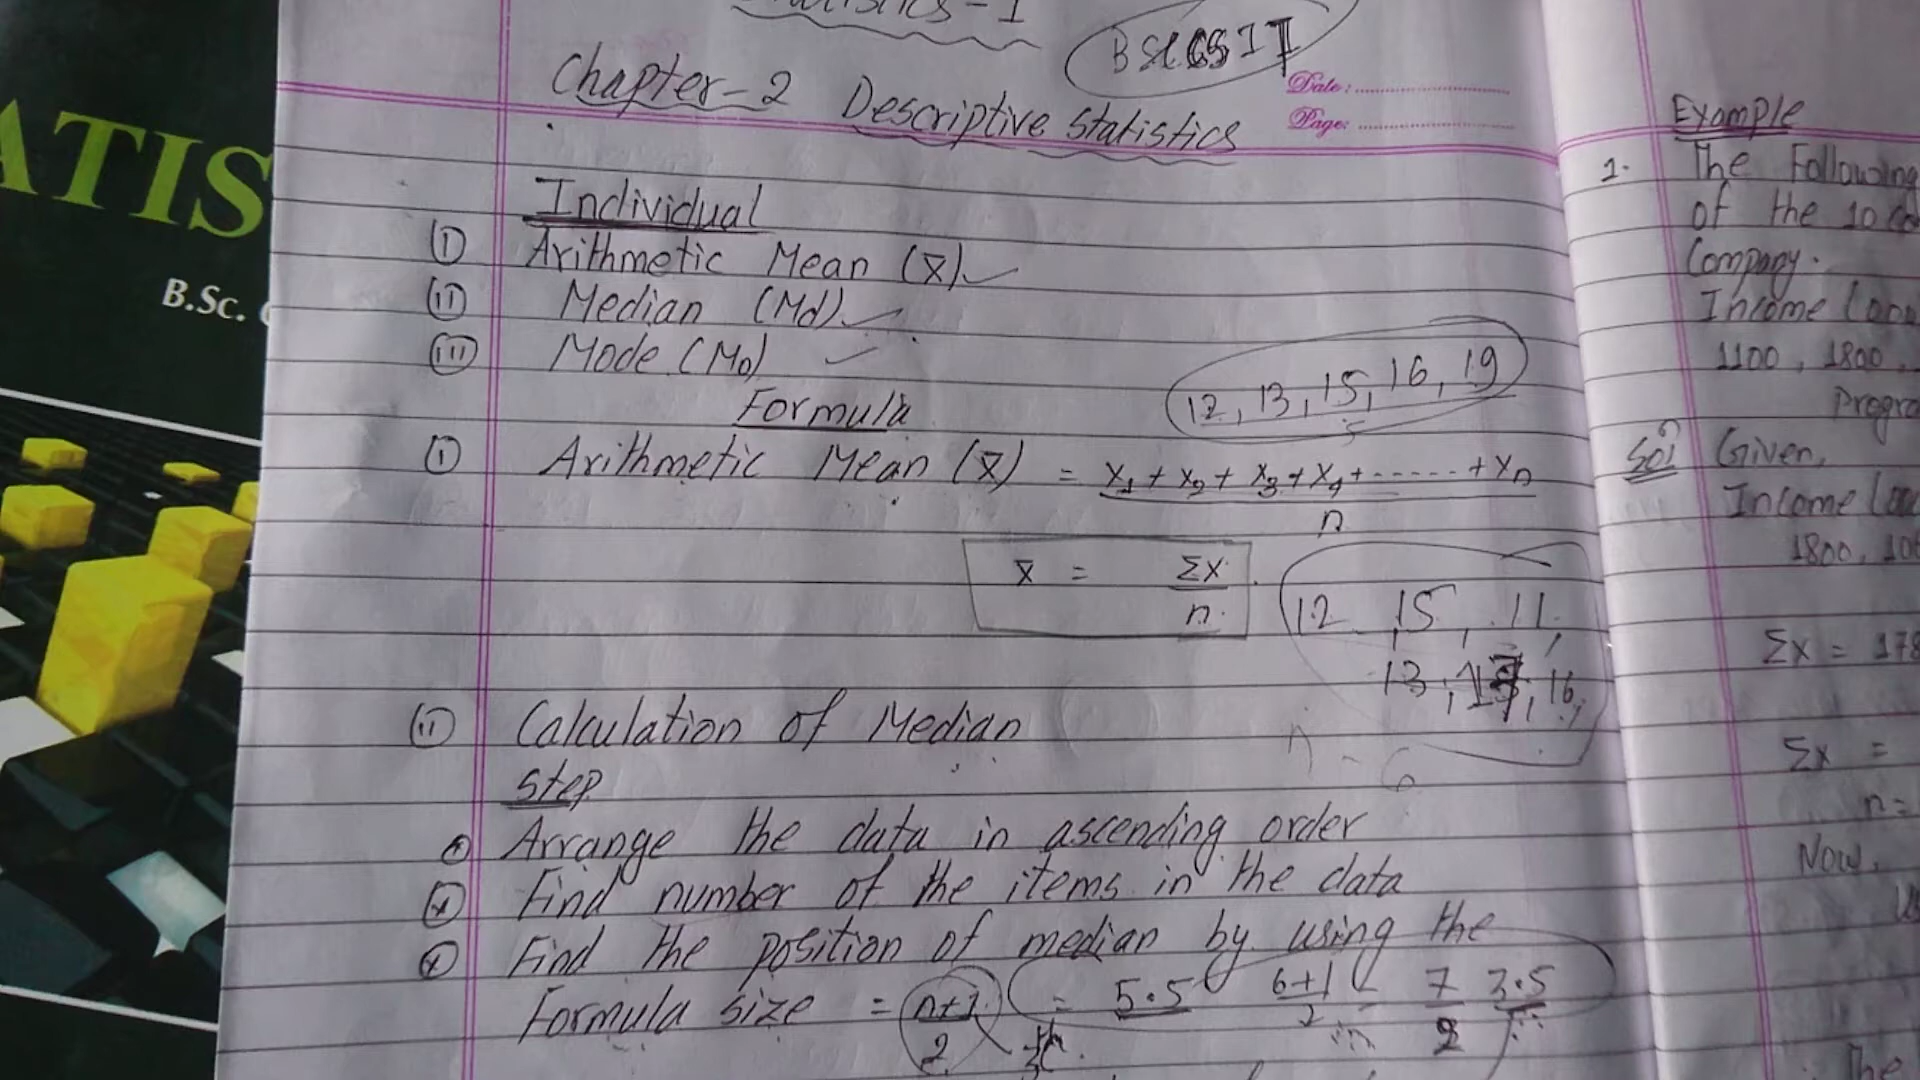 ATIS
B.Sc.
Statistics-I
BSCCSIT
Chapter-2 Descriptive Statistics
Date:
Page:
Individual
(i) Arithmetic Mean (x̄)
(ii) Median (Md)
(iii) Mode (Mo)
12, 13, 15, 16, 19
5
Formula
(i) Arithmetic Mean (x̄) = x₁ + x₂ + x₃ + x₄ + ...... + xn
n
x̄ = Σx
n
12, 15, 11,
13, 16,
n - 6
(ii) Calculation of Median
Step
Arrange the data in ascending order
Find number of the items in the data
Find the position of median by using the
Formula size = n+1 = 5.5 6+1 7 3.5
2 th 2 2
Example
1. The Following
of the 10
Company.
Income
1100, 1800,
Given,
Income
1800,
Σx = 178
Σx =
n=
Now,
The